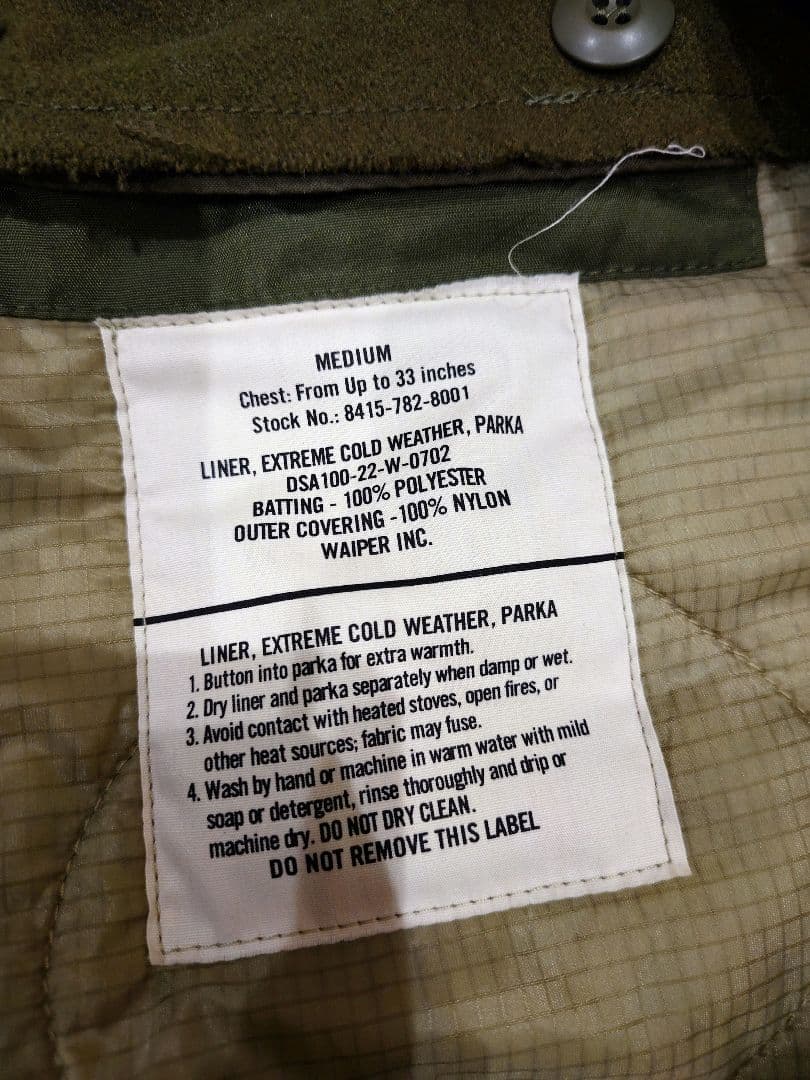 MEDIUM
Chest: From Up to 33 inches
Stock No.: 8415-782-8001
LINER, EXTREME COLD WEATHER, PARKA
DSA100-22-W-0702
BATTING - 100% POLYESTER
OUTER COVERING -100% NYLON
WAIPER INC.
LINER, EXTREME COLD WEATHER, PARKA
1. Button into parka for extra warmth.
2. Dry liner and parka separately when damp or wet.
3. Avoid contact with heated stoves, open fires, or
other heat sources; fabric may fuse.
4. Wash by hand or machine in warm water with mild
soap or detergent, rinse thoroughly and drip or
machine dry. DO NOT DRY CLEAN.
DO NOT REMOVE THIS LABEL